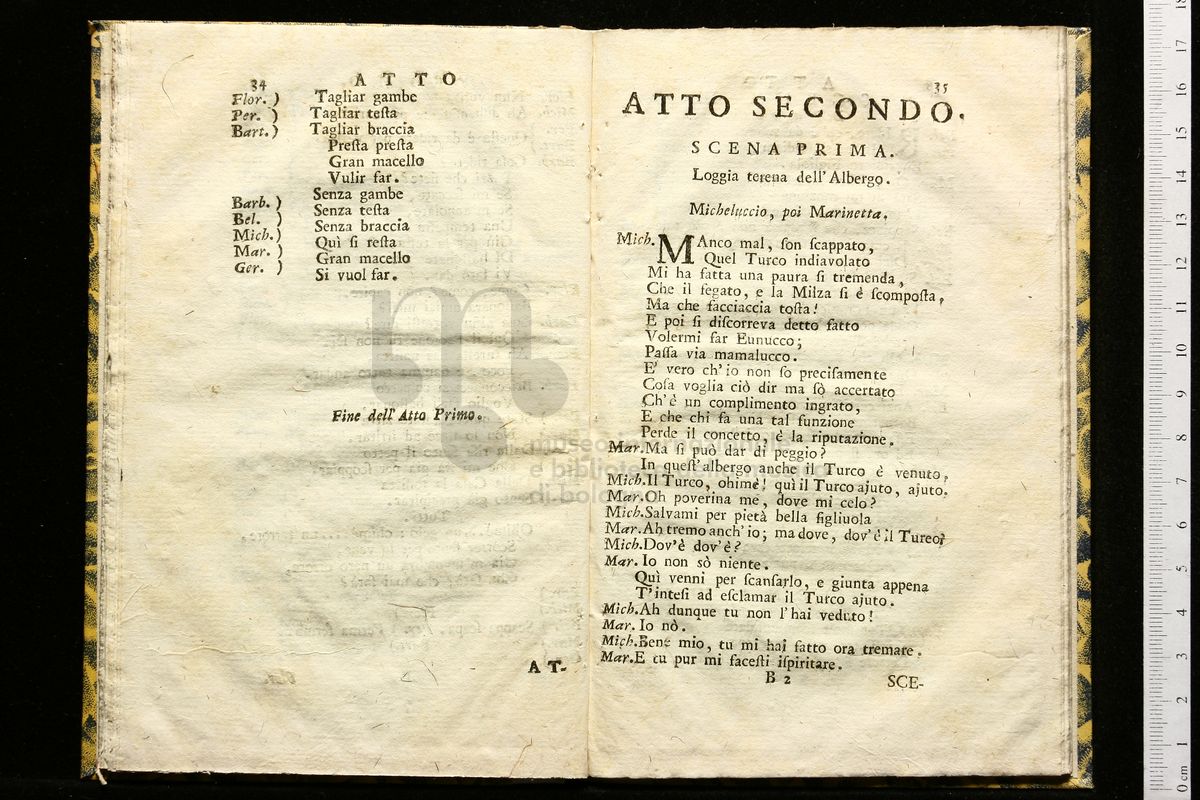 34
ATTO
Flor. ) Tagliar gambe
Per. ) Tagliar teſta
Bart. ) Tagliar braccia
Preſta preſta
Gran macello
Vulir far.
Barb. ) Senza gambe
Bel. ) Senza teſta
Mich. ) Senza braccia
Mar. ) Quì ſi reſta
Ger. ) Gran macello
Si vuol far.
Fine dell' Atto Primo.
AT-
35
ATTO SECONDO.
SCENA PRIMA.
Loggia terena dell' Albergo.
Micheluccio, poi Marinetta.
Mich. MAnco mal, ſon ſcappato,
Quel Turco indiavolato
Mi ha fatta una paura ſi tremenda,
Che il fegato, e la Milza ſi è ſcompoſta,
Ma che facciaccia toſta!
E poi ſi diſcorreva detto fatto
Volermi far Eunucco;
Paſſa via mamalucco.
E' vero ch' io non ſo preciſamente
Coſa voglia ciò dir ma ſò accertato
Ch' è un complimento ingrato,
E che chi fa una tal funzione
Perde il concetto, è la riputazione.
Mar. Ma ſi può dar di peggio?
In queſt' albergo anche il Turco è venuto.
Mich. Il Turco, ohimè! quì il Turco ajuto, ajuto.
Mar. Oh poverina me, dove mi celo?
Mich. Salvami per pietà bella figliuola
Mar. Ah tremo anch' io; ma dove, dov' è il Tureo?
Mich. Dov' è dov' è?
Mar. Io non sò niente.
Quì venni per ſcanſarlo, e giunta appena
T' inteſi ad eſclamar il Turco ajuto.
Mich. Ah dunque tu non l' hai veduto!
Mar. Io nò.
Mich. Bene mio, tu mi hai fatto ora tremare.
Mar. E tu pur mi faceſti iſpiritare.
B 2
SCE-
museo internazionale
e biblioteca
di bolo